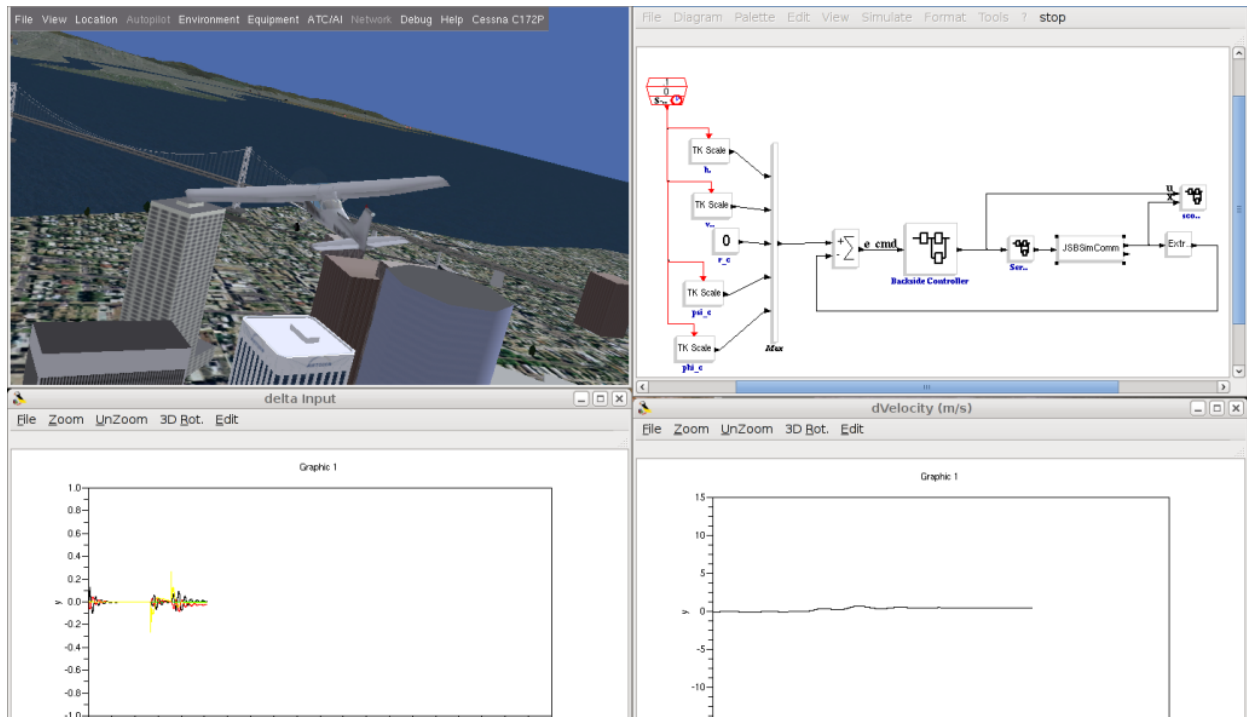 File View Location Autopilot Environment Equipment ATC/AI Network Debug Help Cessna C172P
File Diagram Palette Edit View Simulate Format Tools ? stop
.1
0
S-..
TK Scale
h.
TK Scale
v..
0
r_c
TK Scale
psi_c
TK Scale
phi_c
Mux
+
-
Σ
e_cmd
Backside Controller
Ser..
JSBSimComm
Extr..
u
x
sco..
delta Input
File Zoom UnZoom 3D Rot. Edit
Graphic 1
1.0
0.8
0.6
0.4
0.2
0.0
-0.2
-0.4
-0.6
-0.8
-1.0
y
dVelocity (m/s)
File Zoom UnZoom 3D Rot. Edit
Graphic 1
15
10
5
0
-5
-10
y